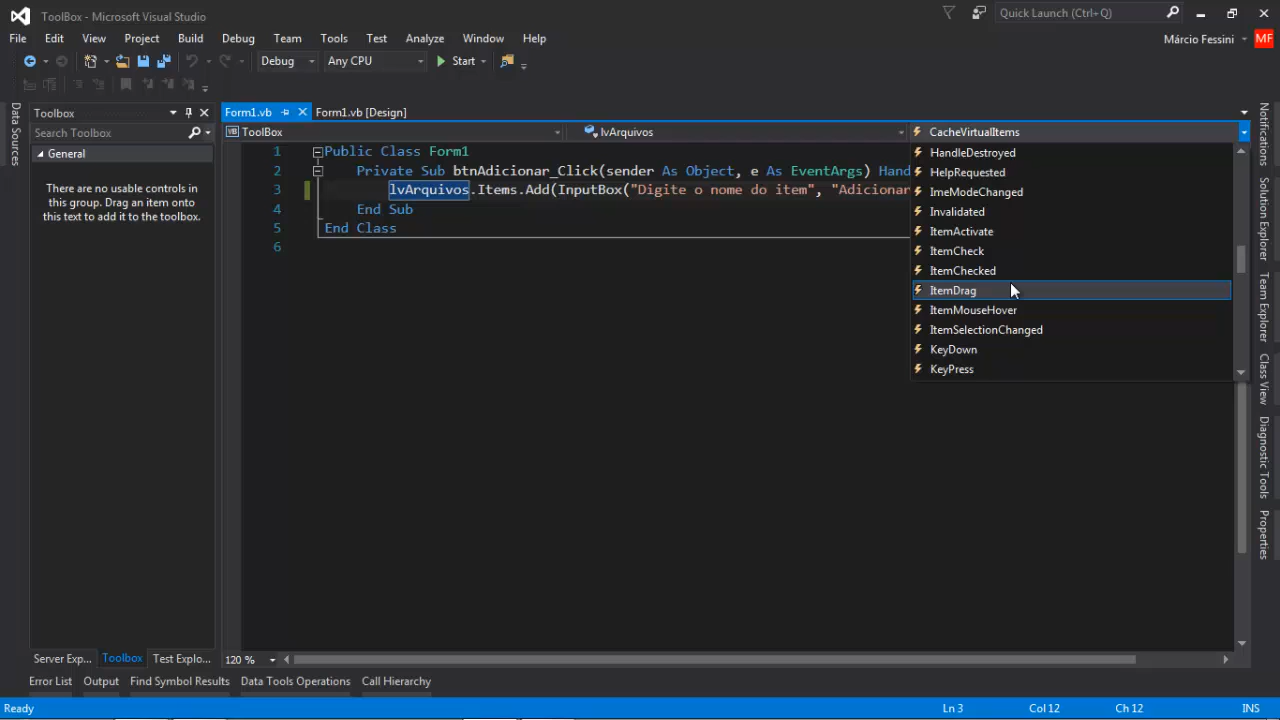 ToolBox - Microsoft Visual Studio
Quick Launch (Ctrl+Q)
File Edit View Project Build Debug Team Tools Test Analyze Window Help
Márcio Fessini MF
Debug Any CPU Start
Toolbox
Search Toolbox
General
There are no usable controls in
this group. Drag an item onto
this text to add it to the toolbox.
Data Sources
Form1.vb Form1.vb [Design]
VB ToolBox lvArquivos CacheVirtualItems
1 Public Class Form1
2 Private Sub btnAdicionar_Click(sender As Object, e As EventArgs) Hand
3 lvArquivos.Items.Add(InputBox("Digite o nome do item", "Adicionar
4 End Sub
5 End Class
6
HandleDestroyed
HelpRequested
ImeModeChanged
Invalidated
ItemActivate
ItemCheck
ItemChecked
ItemDrag
ItemMouseHover
ItemSelectionChanged
KeyDown
KeyPress
Notifications
Solution Explorer
Team Explorer
Class View
Diagnostic Tools
Properties
120 %
Server Exp... Toolbox Test Explo...
Error List Output Find Symbol Results Data Tools Operations Call Hierarchy
Ready Ln 3 Col 12 Ch 12 INS